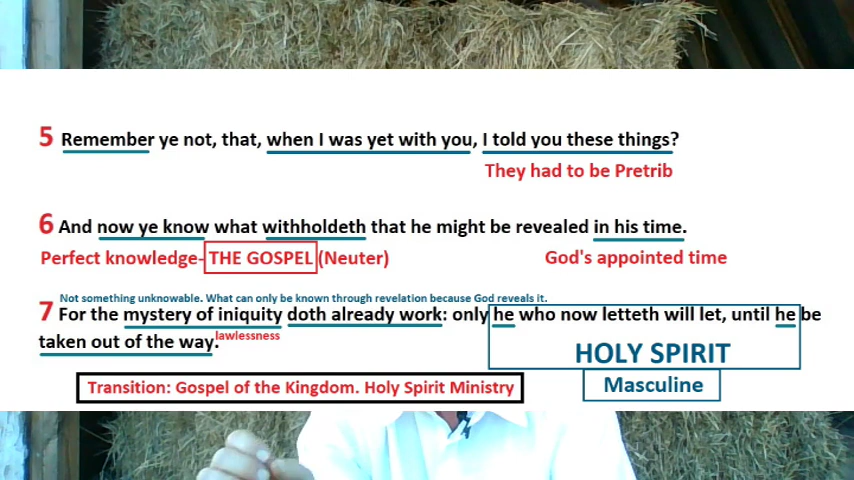 5 Remember ye not, that, when I was yet with you, I told you these things?
They had to be Pretrib
6 And now ye know what withholdeth that he might be revealed in his time.
Perfect knowledge- THE GOSPEL (Neuter) God's appointed time
Not something unknowable. What can only be known through revelation because God reveals it.
7 For the mystery of iniquity doth already work: only he who now letteth will let, until he be
taken out of the way. lawlessness
HOLY SPIRIT
Transition: Gospel of the Kingdom. Holy Spirit Ministry
Masculine